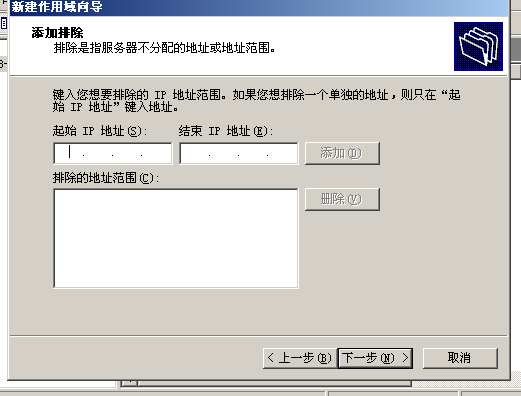 新建作用域向导
添加排除
排除是指服务器不分配的地址或地址范围。
键入您想要排除的 IP 地址范围。如果您想排除一个单独的地址，则只在“起
始 IP 地址”键入地址。
起始 IP 地址(S): 结束 IP 地址(E):
. . . . . . 添加(D)
排除的地址范围(C):
删除(V)
< 上一步(B) 下一步(N) > 取消